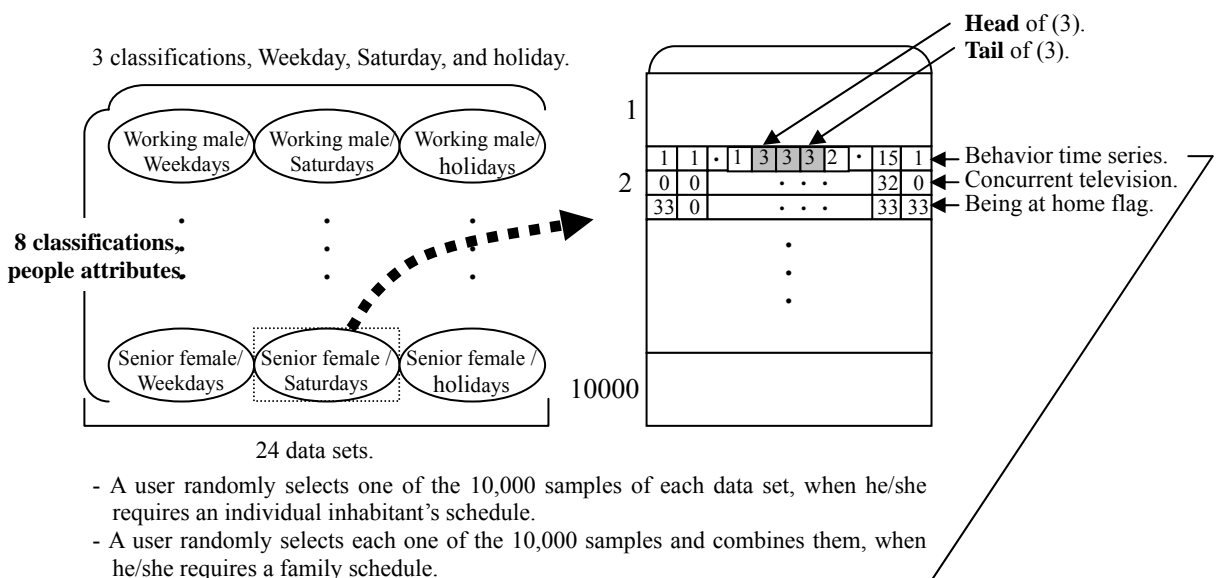 Head of (3).
Tail of (3).
3 classifications, Weekday, Saturday, and holiday.
Working male/
Weekdays
Working male/
Saturdays
Working male/
holidays
8 classifications,
people attributes.
Senior female/
Weekdays
Senior female /
Saturdays
Senior female /
holidays
24 data sets.
1
2
10000
1 1 · 1 3 3 3 2 · 15 1
Behavior time series.
0 0 · · · 32 0
Concurrent television.
33 0 · · · 33 33
Being at home flag.
- A user randomly selects one of the 10,000 samples of each data set, when he/she
requires an individual inhabitant's schedule.
- A user randomly selects each one of the 10,000 samples and combines them, when
he/she requires a family schedule.